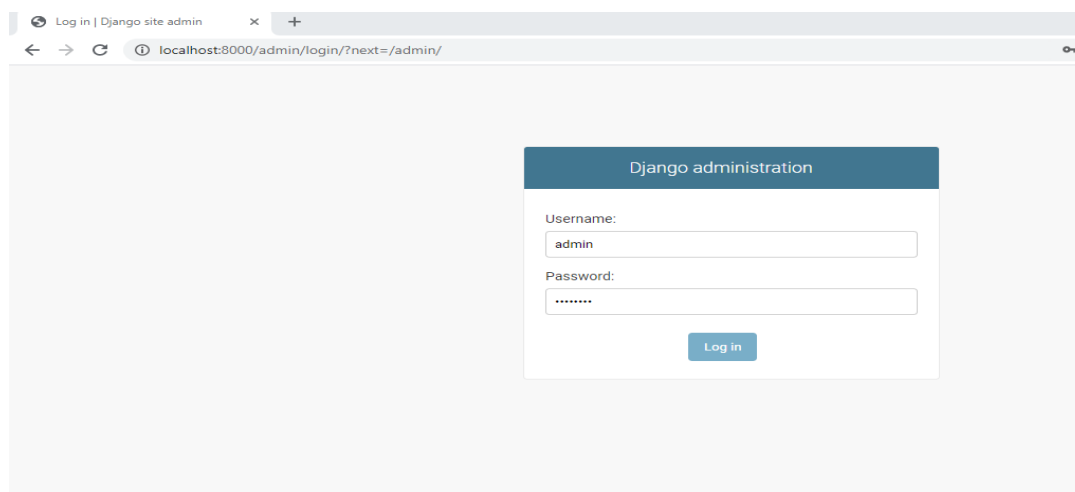 Log in | Django site admin
localhost:8000/admin/login/?next=/admin/
Django administration
Username:
admin
Password:
••••••••
Log in